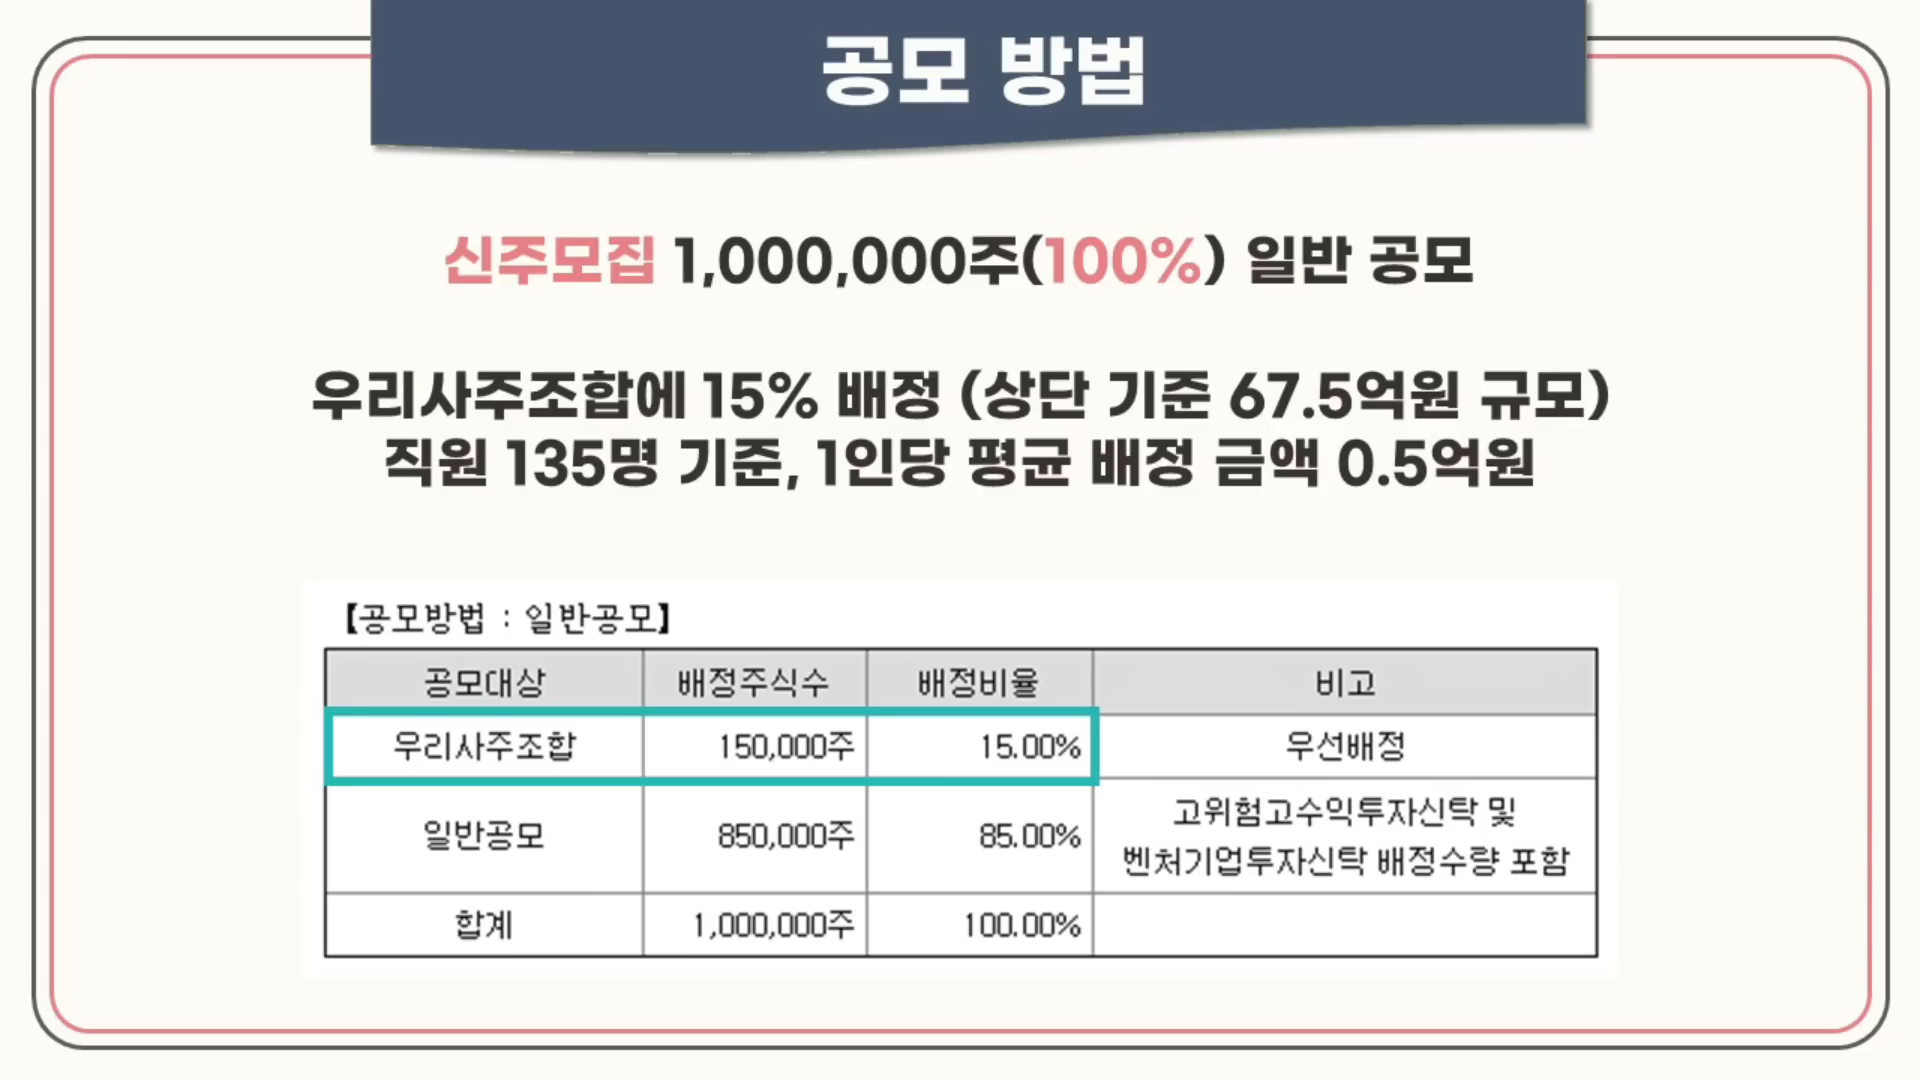 공모 방법
신주모집 1,000,000주(100%) 일반 공모
우리사주조합에 15% 배정 (상단 기준 67.5억원 규모)
직원 135명 기준, 1인당 평균 배정 금액 0.5억원
【공모방법 : 일반공모】
공모대상 배정주식수 배정비율 비고
우리사주조합 150,000주 15.00% 우선배정
일반공모 850,000주 85.00% 고위험고수익투자신탁 및
벤처기업투자신탁 배정수량 포함
합계 1,000,000주 100.00%